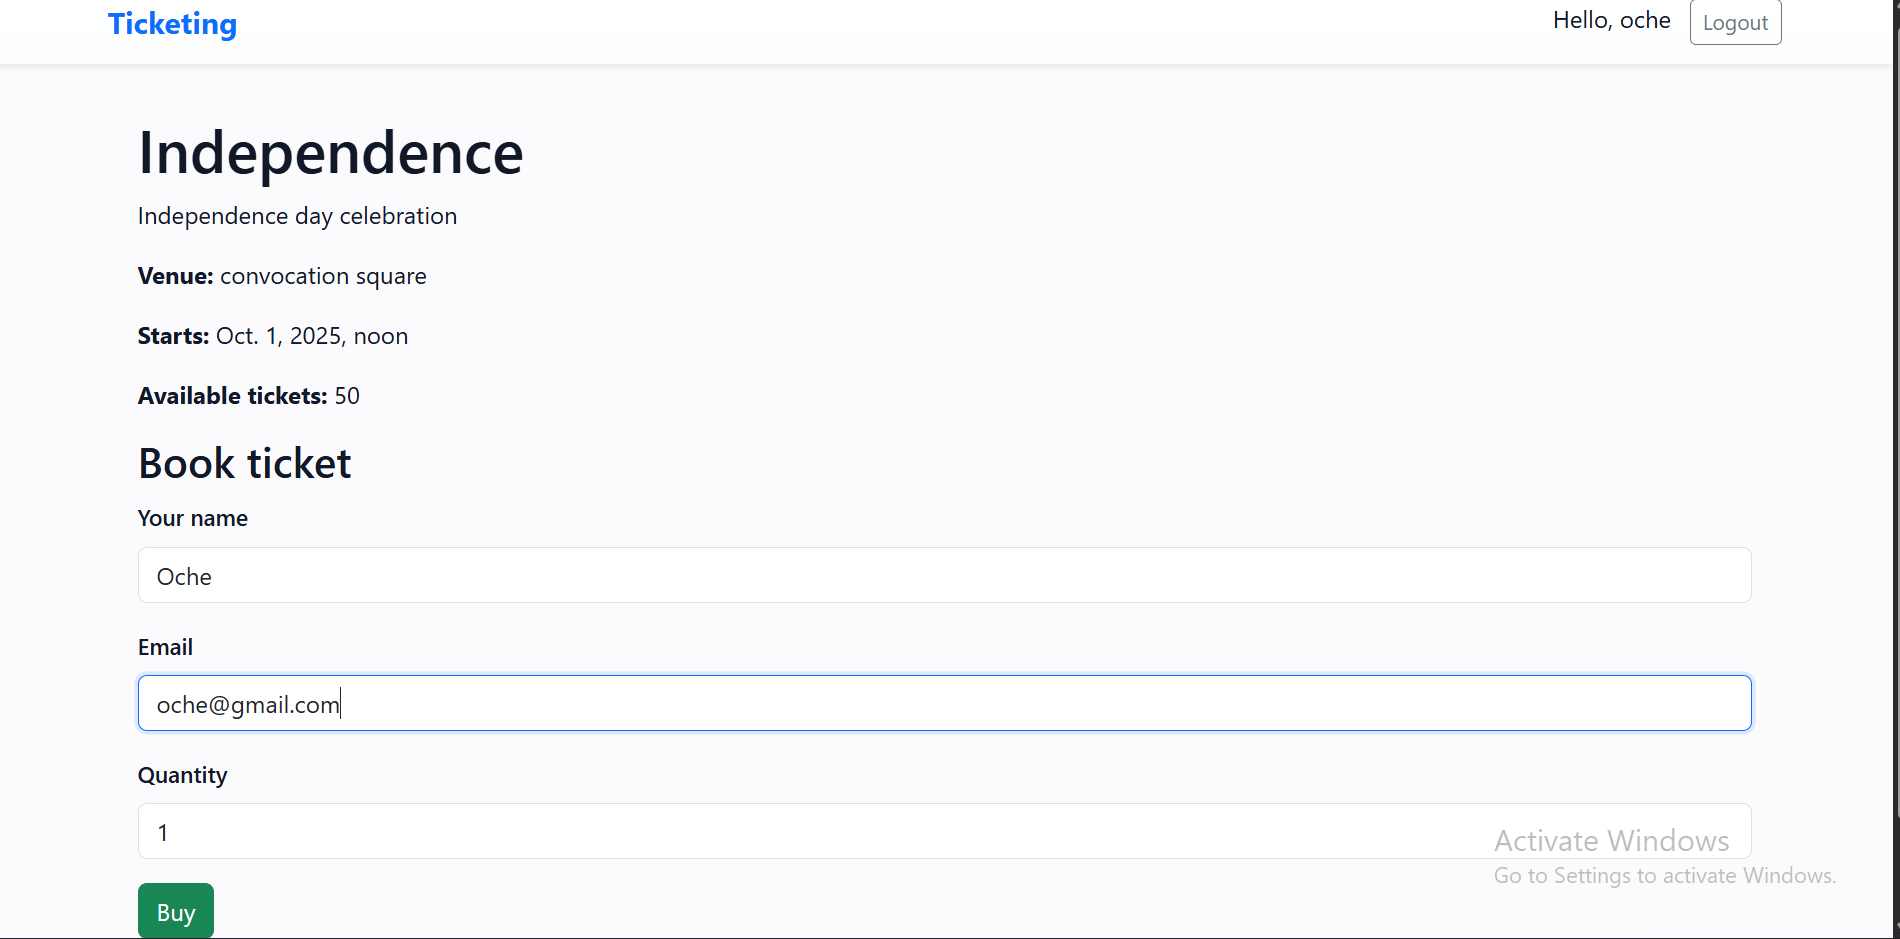 Ticketing
Hello, oche
Logout
Independence
Independence day celebration
Venue: convocation square
Starts: Oct. 1, 2025, noon
Available tickets: 50
Book ticket
Your name
Oche
Email
oche@gmail.com
Quantity
1
Buy
Activate Windows
Go to Settings to activate Windows.